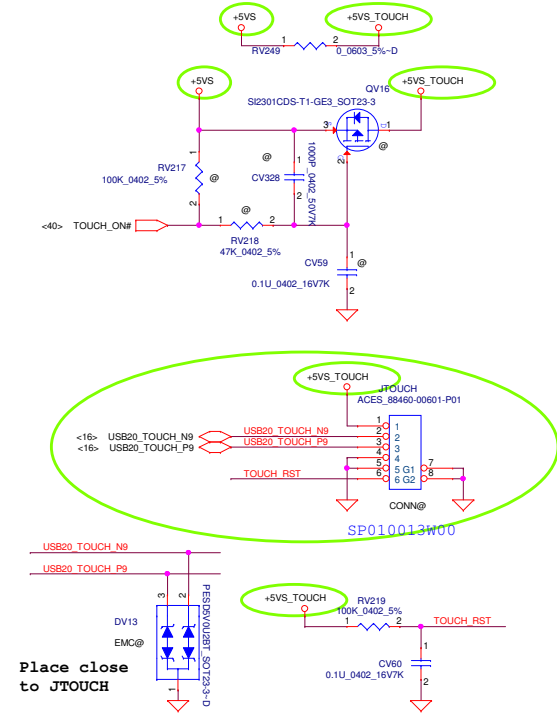 +5VS +5VS_TOUCH
1 2
RV249 0_0603_5%~D
+5VS +5VS_TOUCH
QV16
SI2301CDS-T1-GE3_SOT23-3
3 1
S D
G
2
@
1
RV217
100K_0402_5%
@
2
@
1
CV328
2
1000P_0402_50V7K
<40> TOUCH_ON#
@
1 2
RV218
47K_0402_5%
CV59
1
@
0.1U_0402_16V7K
2
+5VS_TOUCH
JTOUCH
ACES_88460-00601-P01
1 1
<16> USB20_TOUCH_N9 USB20_TOUCH_N9 2 2
<16> USB20_TOUCH_P9 USB20_TOUCH_P9 3 3
4 4
5 5 G1 7
TOUCH_RST 6 6 G2 8
CONN@
SP010013W00
USB20_TOUCH_N9
USB20_TOUCH_P9
3 2
DV13
EMC@
1
PESD5V0U2BT_SOT23-3~D
Place close
to JTOUCH
+5VS_TOUCH
RV219
100K_0402_5%
1 2
TOUCH_RST
1
CV60
0.1U_0402_16V7K
2